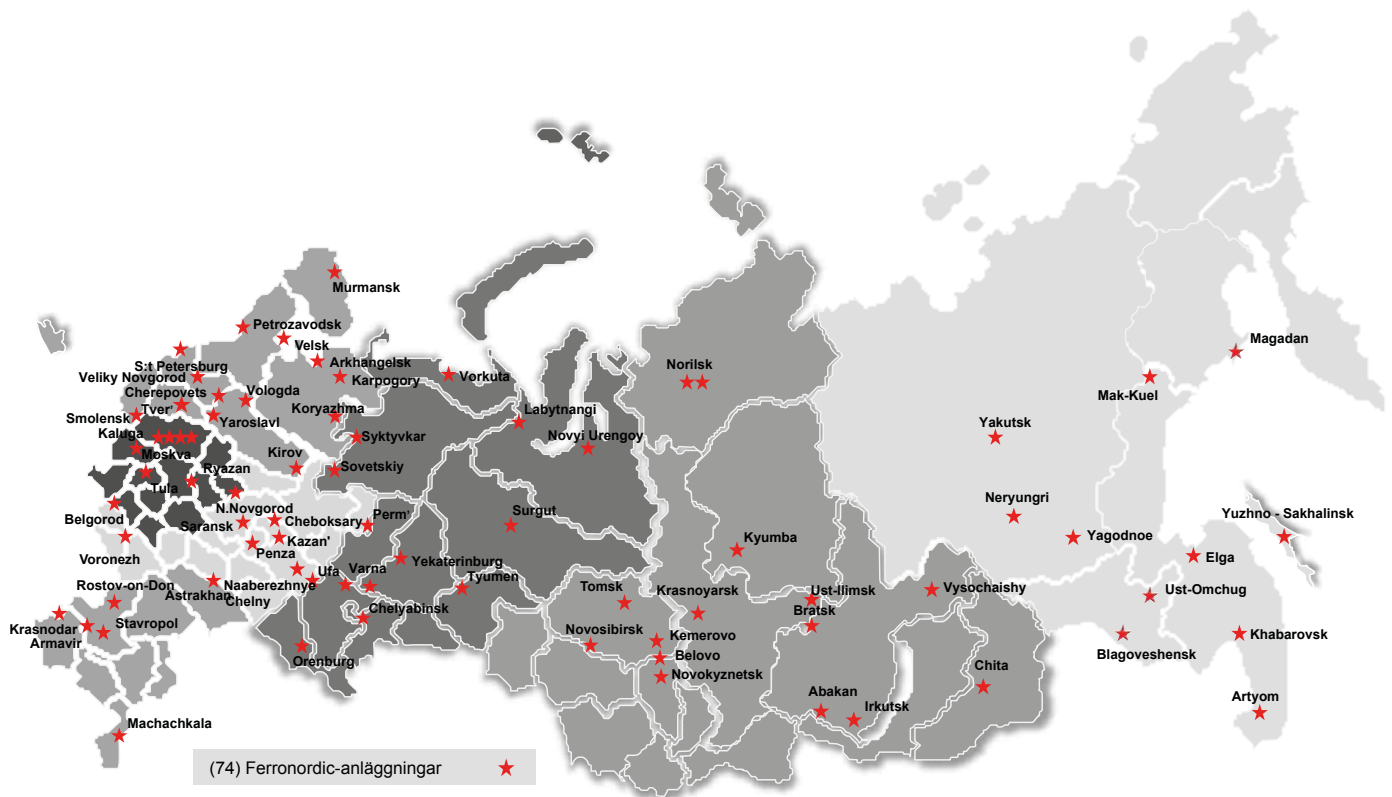 Murmansk
Petrozavodsk
Velsk
Magadan
S:t Petersburg
Arkhangelsk
Veliky Novgorod
Karpogory
Vorkuta
Norilsk
Cherepovets
Vologda
Mak-Kuel
Tver'
Koryazhma
Smolensk
Yaroslavl
Labytnangi
Yakutsk
Kaluga
Syktyvkar
Novyi Urengoy
Moskva
Kirov
Ryazan
Sovetskiy
Tula
Neryungri
N.Novgorod
Surgut
Yuzhno - Sakhalinsk
Belgorod
Saransk
Cheboksary
Perm'
Yagodnoe
Voronezh
Kazan'
Penza
Kyumba
Elga
Yekaterinburg
Ufa
Varna
Tyumen
Rostov-on-Don
Naaberezhnye
Chelny
Astrakhan
Tomsk
Krasnoyarsk
Ust-Ilimsk
Vysochaishy
Ust-Omchug
Chelyabinsk
Bratsk
Krasnodar
Stavropol
Armavir
Novosibirsk
Kemerovo
Khabarovsk
Orenburg
Belovo
Blagoveshensk
Novokyznetsk
Chita
Abakan
Irkutsk
Artyom
Machachkala
(74) Ferronordic-anläggningar